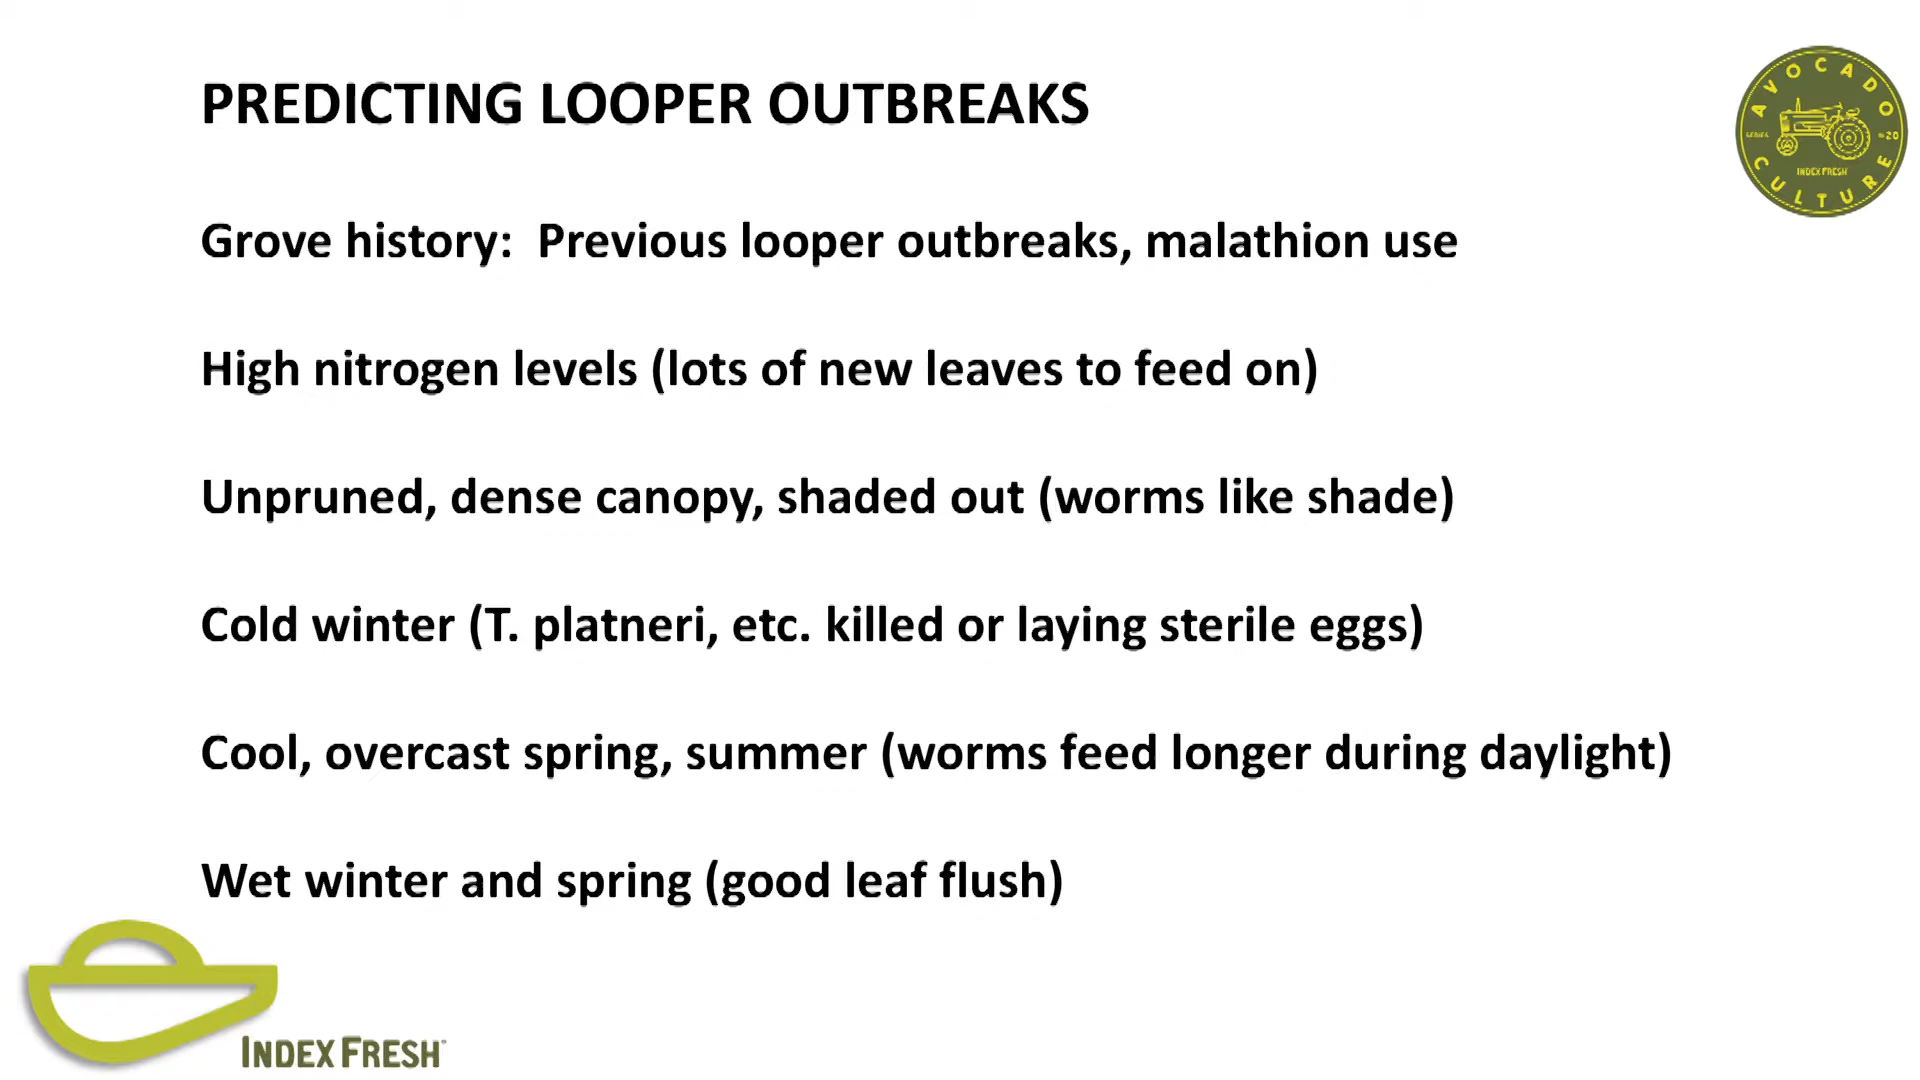 PREDICTING LOOPER OUTBREAKS
AVOCADO
SERIES № 20
INDEX FRESH
CULTURE
Grove history:  Previous looper outbreaks, malathion use
High nitrogen levels (lots of new leaves to feed on)
Unpruned, dense canopy, shaded out (worms like shade)
Cold winter (T. platneri, etc. killed or laying sterile eggs)
Cool, overcast spring, summer (worms feed longer during daylight)
Wet winter and spring (good leaf flush)
INDEX FRESH